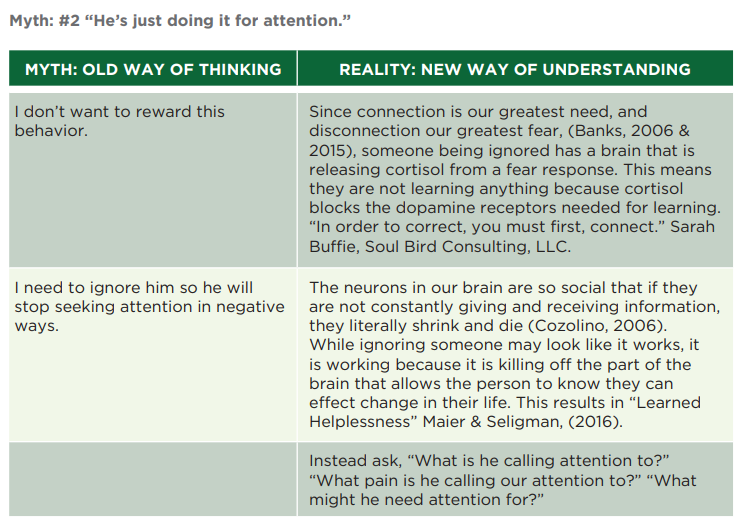 Myth: #2 “He’s just doing it for attention.”
MYTH: OLD WAY OF THINKING
REALITY: NEW WAY OF UNDERSTANDING
I don’t want to reward this
behavior.
Since connection is our greatest need, and
disconnection our greatest fear, (Banks, 2006 &
2015), someone being ignored has a brain that is
releasing cortisol from a fear response. This means
they are not learning anything because cortisol
blocks the dopamine receptors needed for learning.
“In order to correct, you must first, connect.” Sarah
Buffie, Soul Bird Consulting, LLC.
I need to ignore him so he will
stop seeking attention in negative
ways.
The neurons in our brain are so social that if they
are not constantly giving and receiving information,
they literally shrink and die (Cozolino, 2006).
While ignoring someone may look like it works, it
is working because it is killing off the part of the
brain that allows the person to know they can
effect change in their life. This results in “Learned
Helplessness” Maier & Seligman, (2016).
Instead ask, “What is he calling attention to?”
“What pain is he calling our attention to?” “What
might he need attention for?”